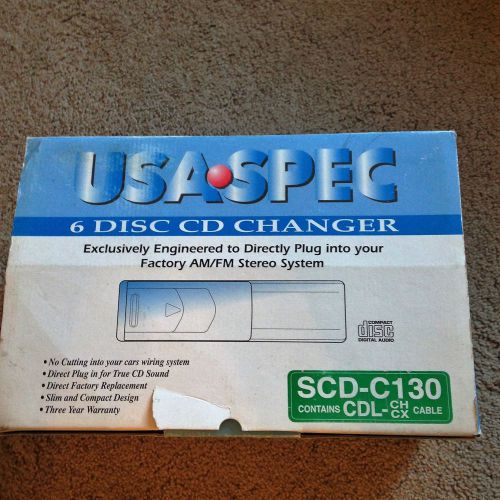 USA SPEC
6 DISC CD CHANGER
Exclusively Engineered to Directly Plug into your
Factory AM/FM Stereo System
COMPACT
disc
DIGITAL AUDIO
• No Cutting into your cars wiring system
• Direct Plug in for True CD Sound
• Direct Factory Replacement
• Slim and Compact Design
• Three Year Warranty
SCD-C130
CONTAINS CDL-CH CX CABLE